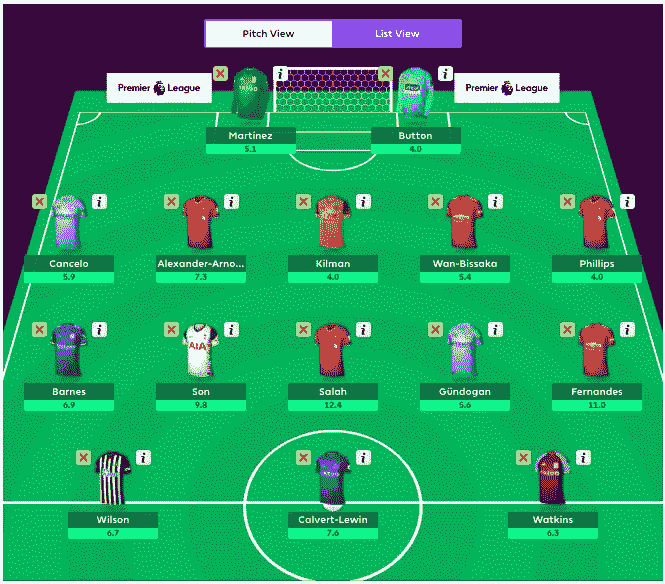 Pitch View List View
Premier League Premier League
i i
Martínez Button
5.1 4.0
i i i i i
Cancelo Alexander-Arno... Kilman Wan-Bissaka Phillips
5.9 7.3 4.0 5.4 4.0
i i i i i
AIA
Barnes Son Salah Gündogan Fernandes
6.9 9.8 12.4 5.6 11.0
i i i
Wilson Calvert-Lewin Watkins
6.7 7.6 6.3